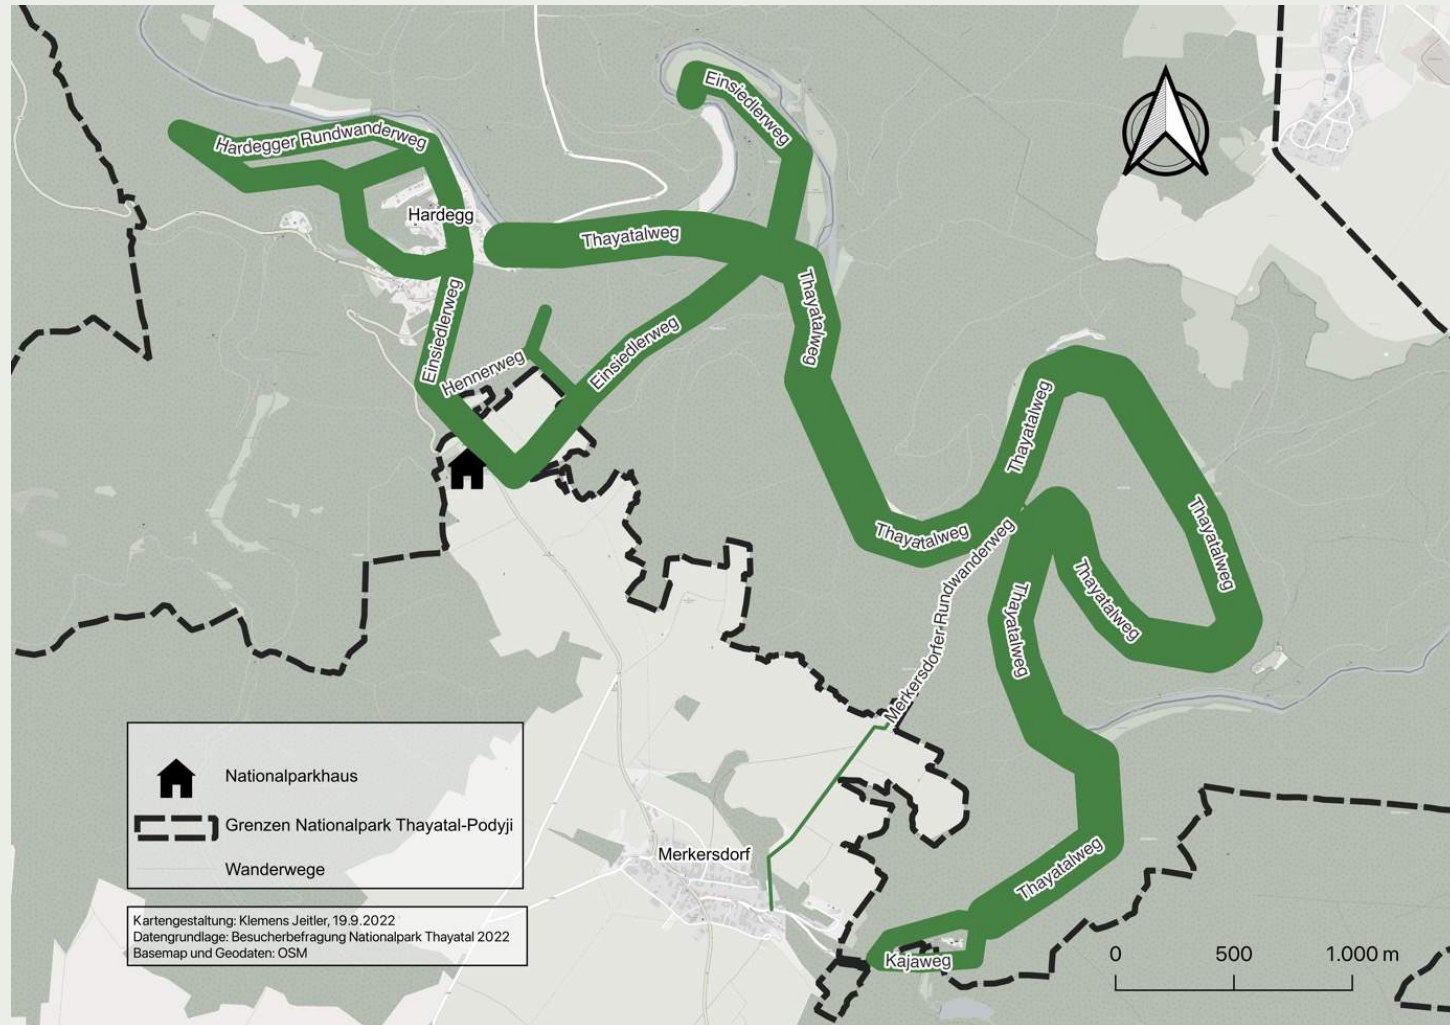 Einsiedlerweg
Hardegger Rundwanderweg
Hardegg
Thayatalweg
Einsiedlerweg
Thayatalweg
Hennerweg
Einsiedlerweg
Thayatalweg
Thayatalweg
Thayatalweg
Merkersdorfer Rundwanderweg
Thayatalweg
Thayatalweg
Nationalparkhaus
Grenzen Nationalpark Thayatal-Podyji
Wanderwege
Merkersdorf
Thayatalweg
Kajaweg
Kartengestaltung: Klemens Jeitler, 19.9.2022
Datengrundlage: Besucherbefragung Nationalpark Thayatal 2022
Basemap und Geodaten: OSM
0 500 1.000 m